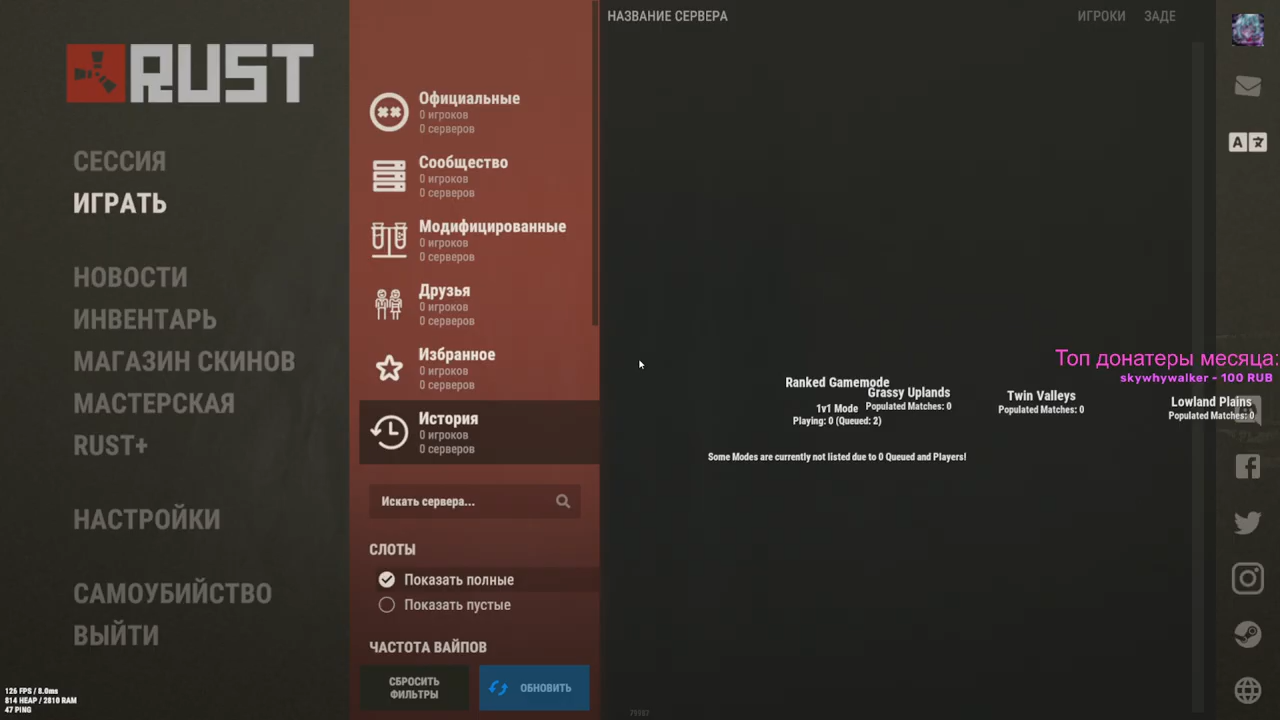 RUST
СЕССИЯ
ИГРАТЬ
НОВОСТИ
ИНВЕНТАРЬ
МАГАЗИН СКИНОВ
МАСТЕРСКАЯ
RUST+
НАСТРОЙКИ
САМОУБИЙСТВО
ВЫЙТИ
126 FPS / 8.0ms
814 HEAP / 2810 RAM
47 PING
Официальные
0 игроков
0 серверов
Сообщество
0 игроков
0 серверов
Модифицированные
0 игроков
0 серверов
Друзья
0 игроков
0 серверов
Избранное
0 игроков
0 серверов
История
0 игроков
0 серверов
Искать сервера...
СЛОТЫ
Показать полные
Показать пустые
ЧАСТОТА ВАЙПОВ
СБРОСИТЬ
ФИЛЬТРЫ
ОБНОВИТЬ
НАЗВАНИЕ СЕРВЕРА
ИГРОКИ
ЗАДЕ
Топ донатеры месяца:
skywhywalker - 100 RUB
Ranked Gamemode
1v1 Mode
Playing: 0 (Queued: 2)
Grassy Uplands
Populated Matches: 0
Twin Valleys
Populated Matches: 0
Lowland Plains
Populated Matches: 0
Some Modes are currently not listed due to 0 Queued and Players!